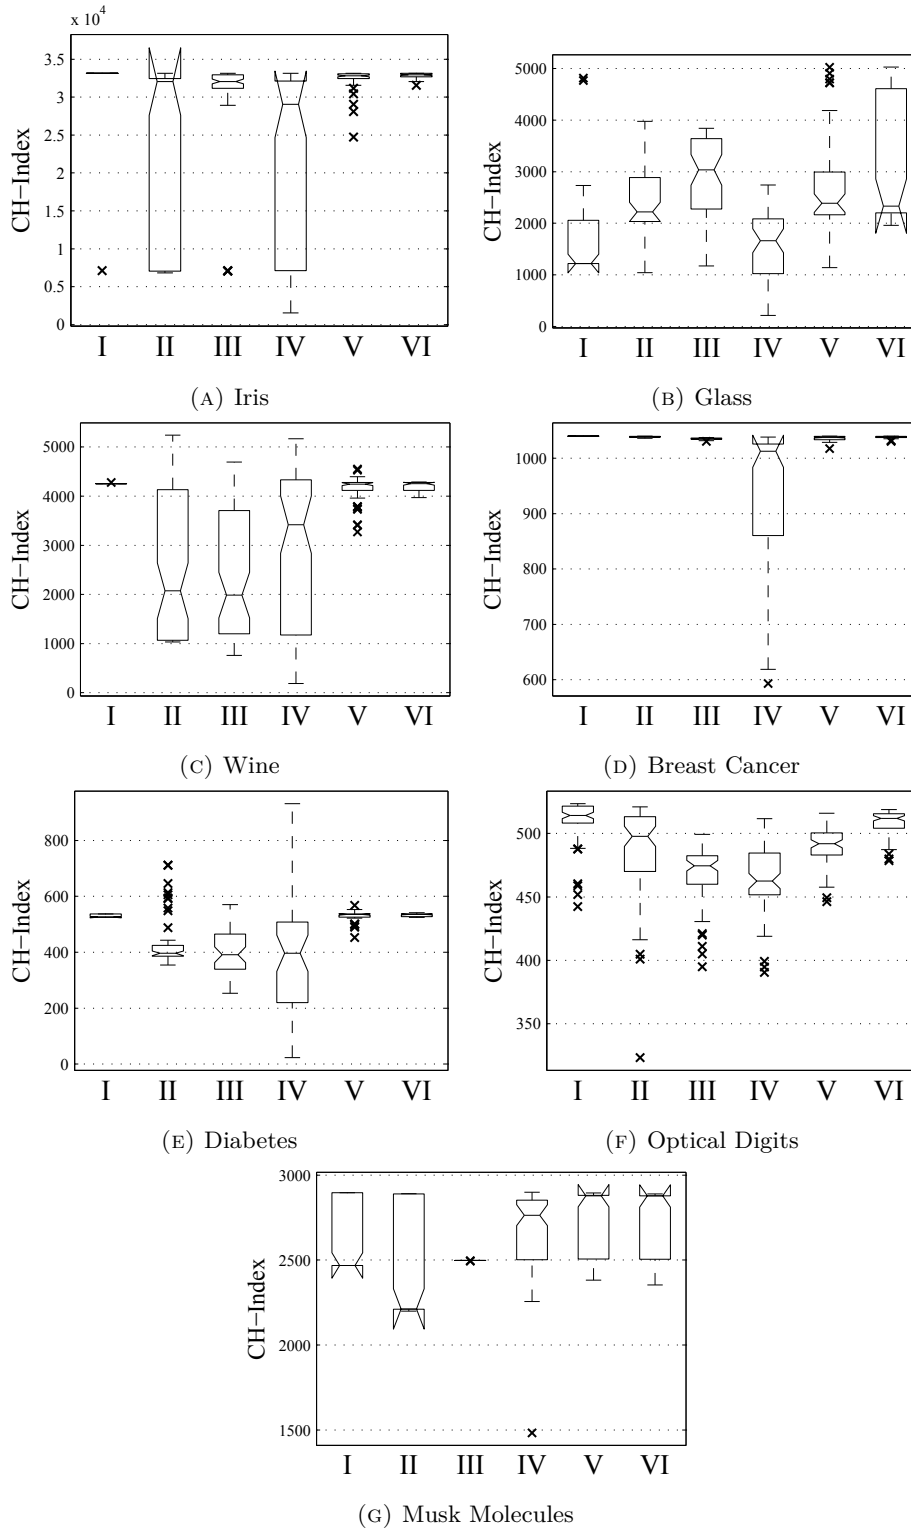 x 10⁴
3.5
3
2.5
2
1.5
1
0.5
0
CH−Index
I II III IV V VI
(A) Iris
5000
4000
3000
2000
1000
0
CH−Index
I II III IV V VI
(B) Glass
5000
4000
3000
2000
1000
0
CH−Index
I II III IV V VI
(C) Wine
1000
900
800
700
600
CH−Index
I II III IV V VI
(D) Breast Cancer
800
600
400
200
0
CH−Index
I II III IV V VI
(E) Diabetes
500
450
400
350
CH−Index
I II III IV V VI
(F) Optical Digits
3000
2500
2000
1500
CH−Index
I II III IV V VI
(G) Musk Molecules